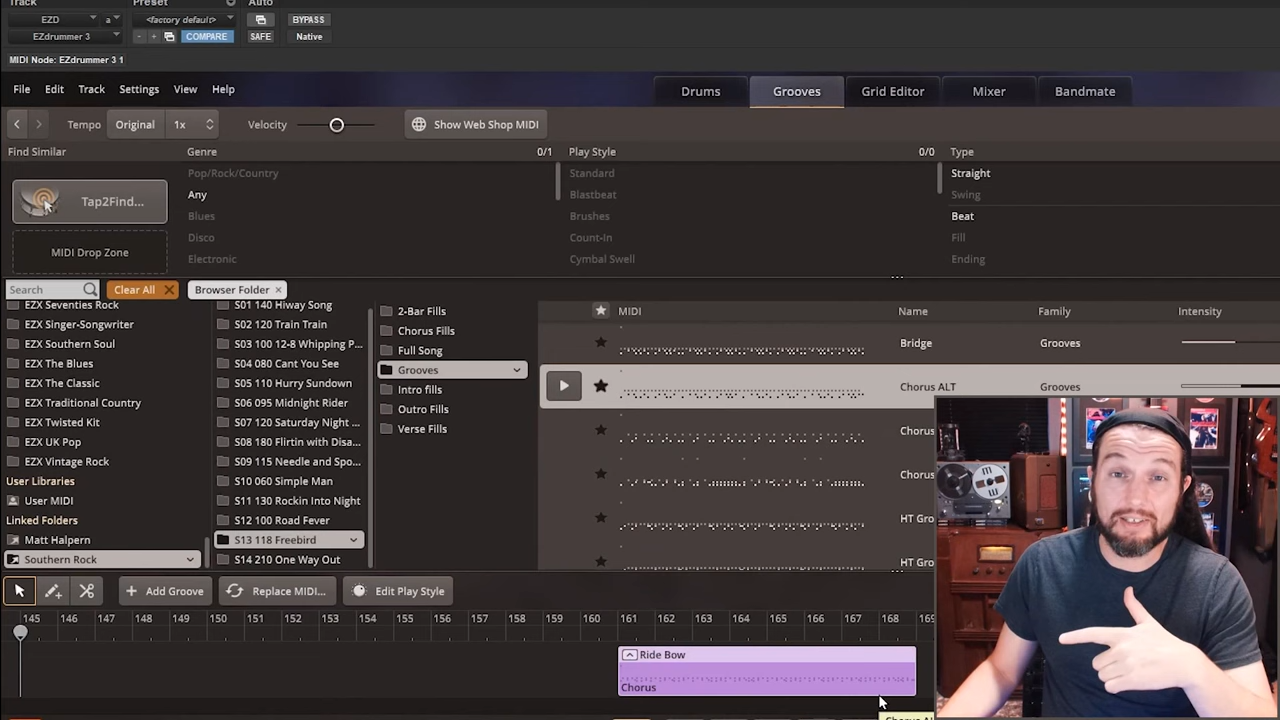 Track
Preset
Auto
EZD
a
<factory default>
BYPASS
EZdrummer 3
-
+
COMPARE
SAFE
Native
MIDI Node: EZdrummer 3 1
File
Edit
Track
Settings
View
Help
Drums
Grooves
Grid Editor
Mixer
Bandmate
Tempo
Original
1x
Velocity
Show Web Shop MIDI
Find Similar
Tap2Find...
MIDI Drop Zone
Genre
0/1
Pop/Rock/Country
Any
Blues
Disco
Electronic
Play Style
0/0
Standard
Blastbeat
Brushes
Count-In
Cymbal Swell
Type
Straight
Swing
Beat
Fill
Ending
Search
Clear All
Browser Folder
EZX Seventies Rock
EZX Singer-Songwriter
EZX Southern Soul
EZX The Blues
EZX The Classic
EZX Traditional Country
EZX Twisted Kit
EZX UK Pop
EZX Vintage Rock
User Libraries
User MIDI
Linked Folders
Matt Halpern
Southern Rock
S01 140 Hiway Song
S02 120 Train Train
S03 100 12-8 Whipping P...
S04 080 Cant You See
S05 110 Hurry Sundown
S06 095 Midnight Rider
S07 120 Saturday Night ...
S08 180 Flirtin with Disa...
S09 115 Needle and Spo...
S10 060 Simple Man
S11 130 Rockin Into Night
S12 100 Road Fever
S13 118 Freebird
S14 210 One Way Out
2-Bar Fills
Chorus Fills
Full Song
Grooves
Intro fills
Outro Fills
Verse Fills
MIDI
Name
Family
Intensity
Bridge
Grooves
Chorus ALT
Grooves
Chorus
Chorus
HT Gro
HT Gro
Add Groove
Replace MIDI...
Edit Play Style
145
146
147
148
149
150
151
152
153
154
155
156
157
158
159
160
161
162
163
164
165
166
167
168
169
Ride Bow
Chorus